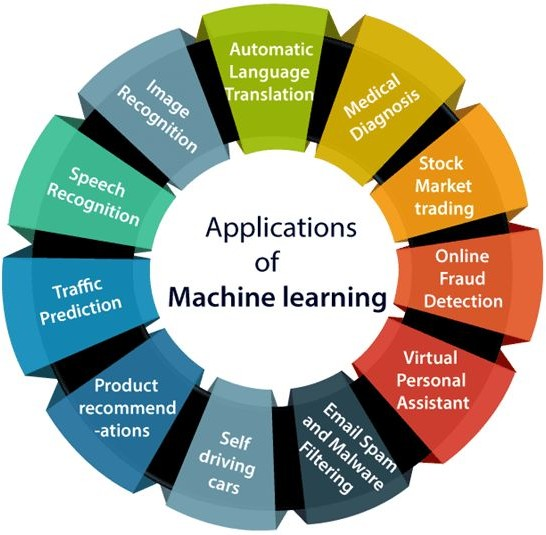 Applications
of
Machine learning
Automatic
Language
Translation
Medical
Diagnosis
Stock
Market
trading
Online
Fraud
Detection
Virtual
Personal
Assistant
Email Spam
and Malware
Filtering
Self
driving
cars
Product
recommend
-ations
Traffic
Prediction
Speech
Recognition
Image
Recognition